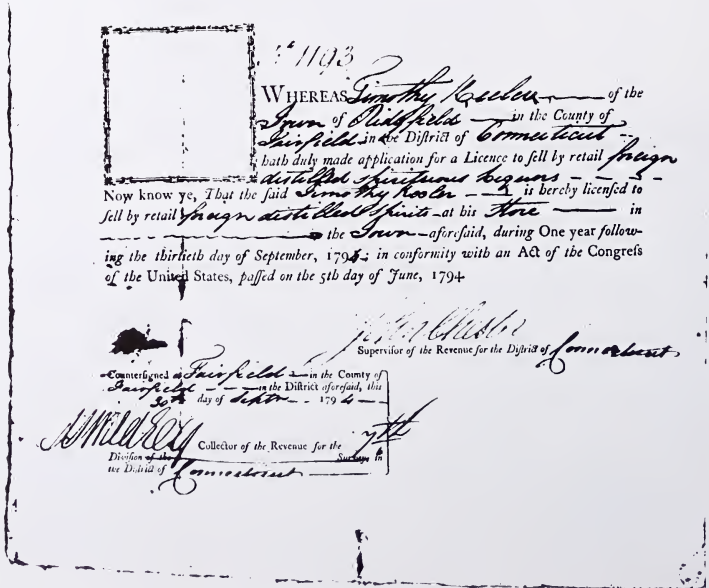 No 1193
WHEREAS Timothy Keeler of the
Town of Ridgfield in the County of
Fairfield in the District of Connecticut
hath duly made application for a Licence to sell by retail foreign
distilled spirituous Liquors
Now know ye, That the said Timothy Keeler is hereby licensed to
sell by retail foreign distilled spirits at his Store in
the Town aforesaid, during One year follow-
ing the thirtieth day of September, 1794; in conformity with an Act of the Congress
of the United States, passed on the 5th day of June, 1794
John Chester
Supervisor of the Revenue for the District of Connecticut
Countersigned at Fairfield in the County of
Fairfield in the District aforesaid, this
30th day of Septr 1794
Collector of the Revenue for the 7th
Division of the Survey in
the District of Connecticut